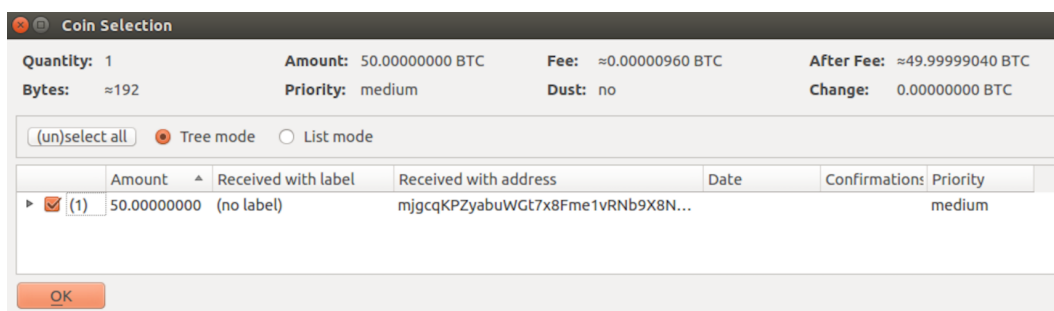 Coin Selection
Quantity: 1 Amount: 50.00000000 BTC Fee: ≈0.00000960 BTC After Fee: ≈49.99999040 BTC
Bytes: ≈192 Priority: medium Dust: no Change: 0.00000000 BTC
(un)select all Tree mode List mode
Amount Received with label Received with address Date Confirmations Priority
(1) 50.00000000 (no label) mjgcqKPZyabuWGt7x8Fme1vRNb9X8N... medium
OK